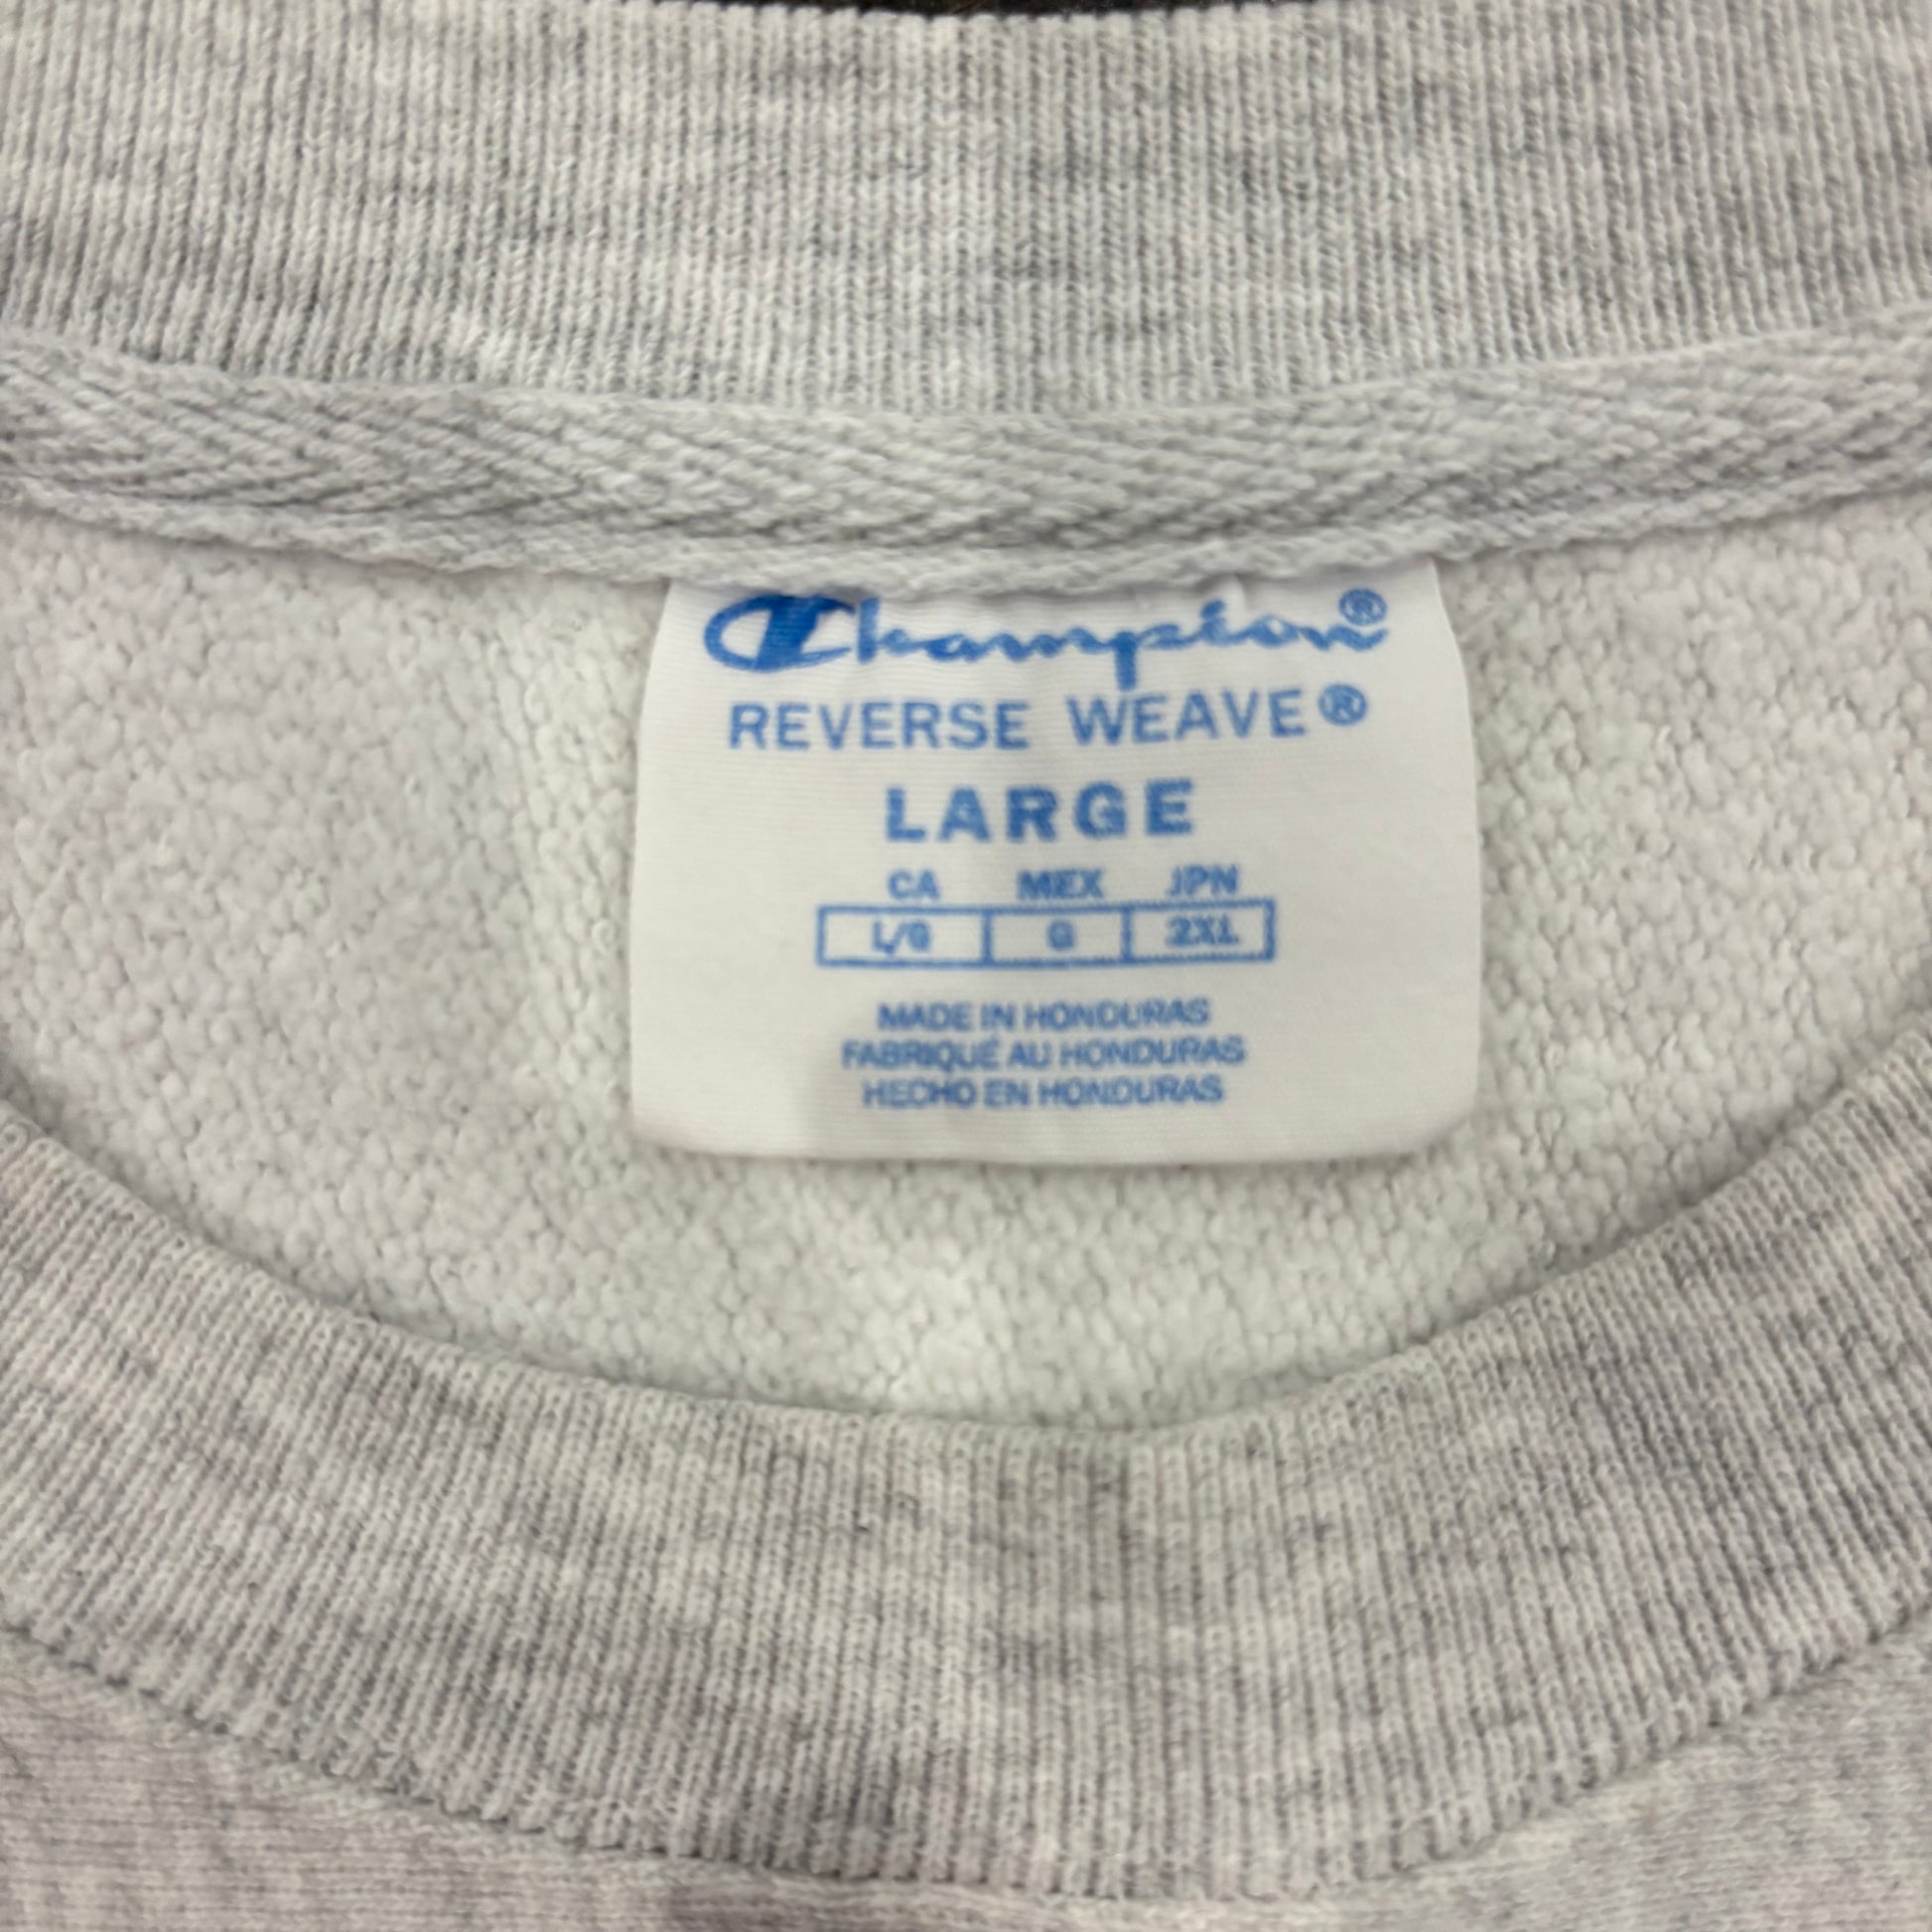 Champion®
REVERSE WEAVE®
LARGE
CA MEX JPN
L/G G 2XL
MADE IN HONDURAS
FABRIQUÉ AU HONDURAS
HECHO EN HONDURAS